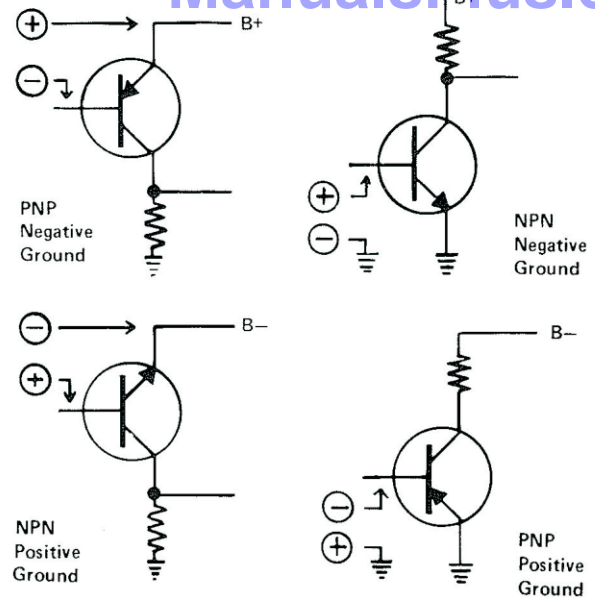 B+
PNP
Negative
Ground
NPN
Negative
Ground
B−
NPN
Positive
Ground
B−
PNP
Positive
Ground